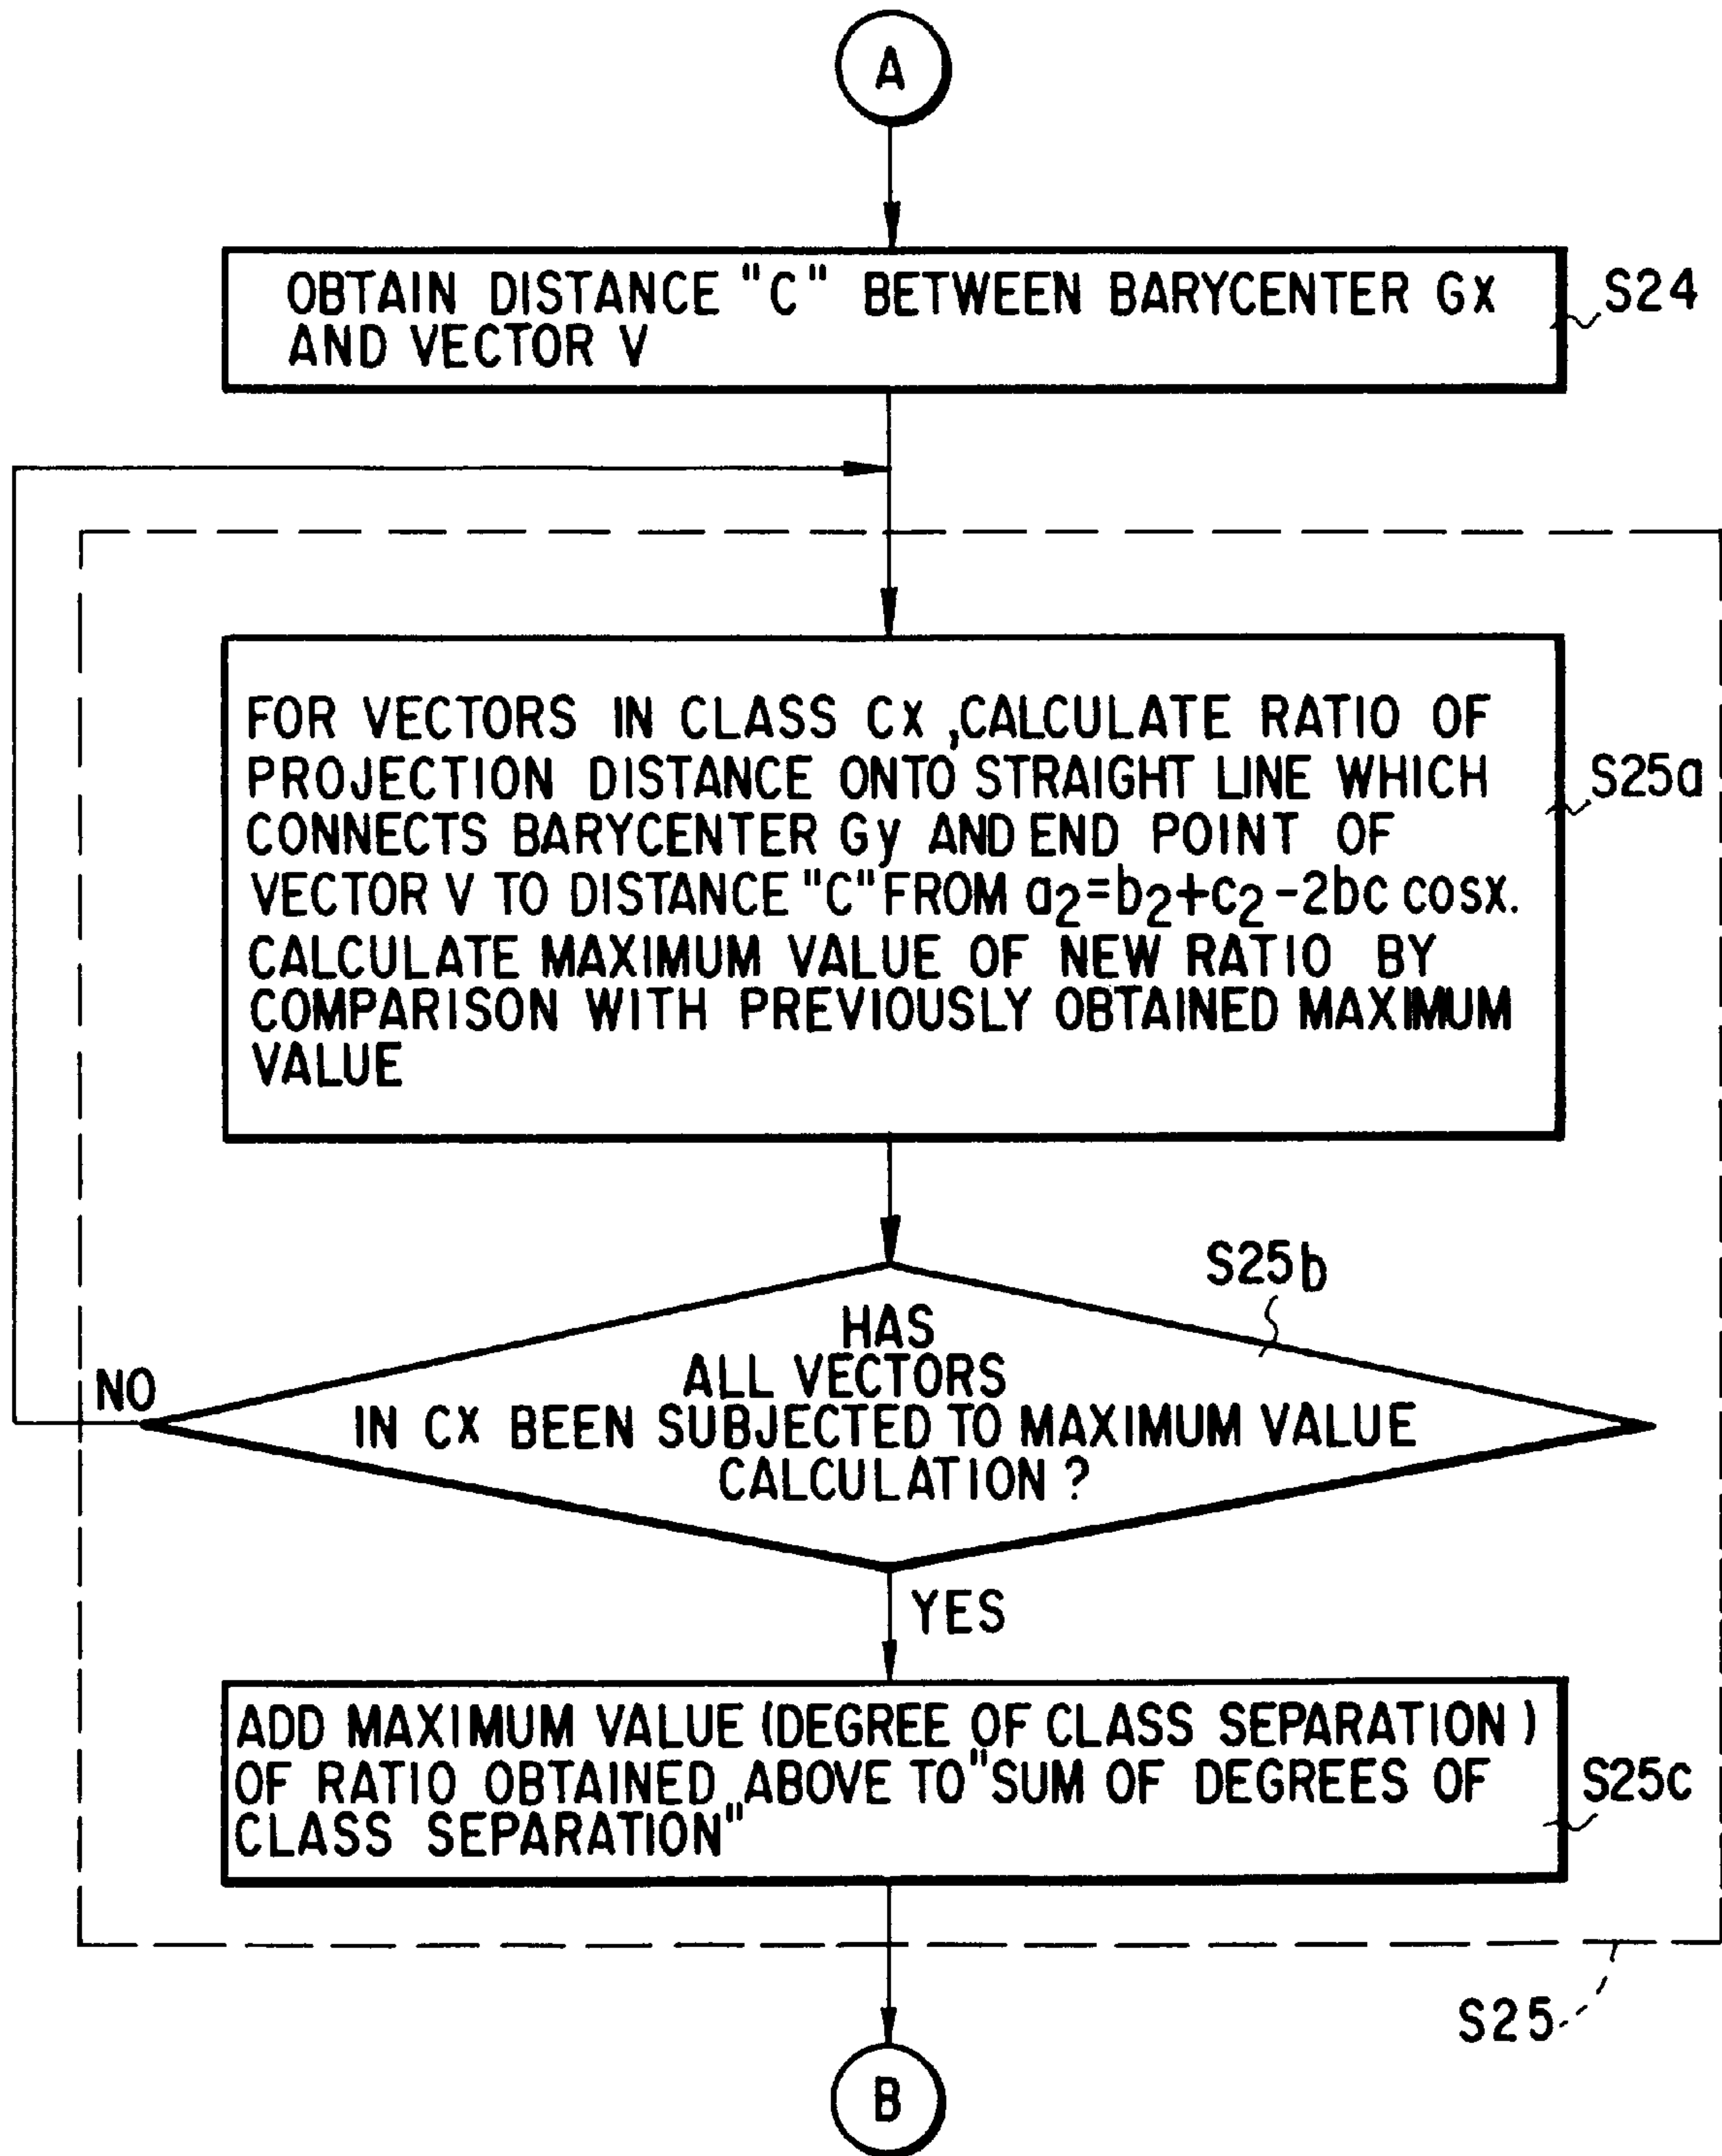 A
OBTAIN DISTANCE "C" BETWEEN BARYCENTER Gx
AND VECTOR V
S24
FOR VECTORS IN CLASS Cx, CALCULATE RATIO OF
PROJECTION DISTANCE ONTO STRAIGHT LINE WHICH
CONNECTS BARYCENTER Gy AND END POINT OF
VECTOR V TO DISTANCE "C" FROM a2=b2+c2-2bc cosx.
CALCULATE MAXIMUM VALUE OF NEW RATIO BY
COMPARISON WITH PREVIOUSLY OBTAINED MAXIMUM
VALUE
S25a
S25b
HAS
ALL VECTORS
IN Cx BEEN SUBJECTED TO MAXIMUM VALUE
CALCULATION ?
NO
YES
ADD MAXIMUM VALUE (DEGREE OF CLASS SEPARATION)
OF RATIO OBTAINED ABOVE TO "SUM OF DEGREES OF
CLASS SEPARATION"
S25c
S25
B